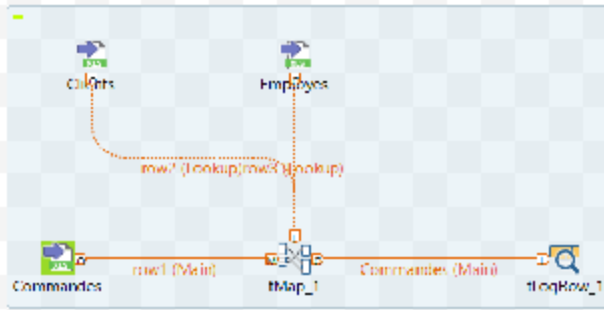 Clients
Employes
row2 (Lookup)row3 (Lookup)
row1 (Main)
Commandes (Main)
Commandes
tMap_1
tLogRow_1